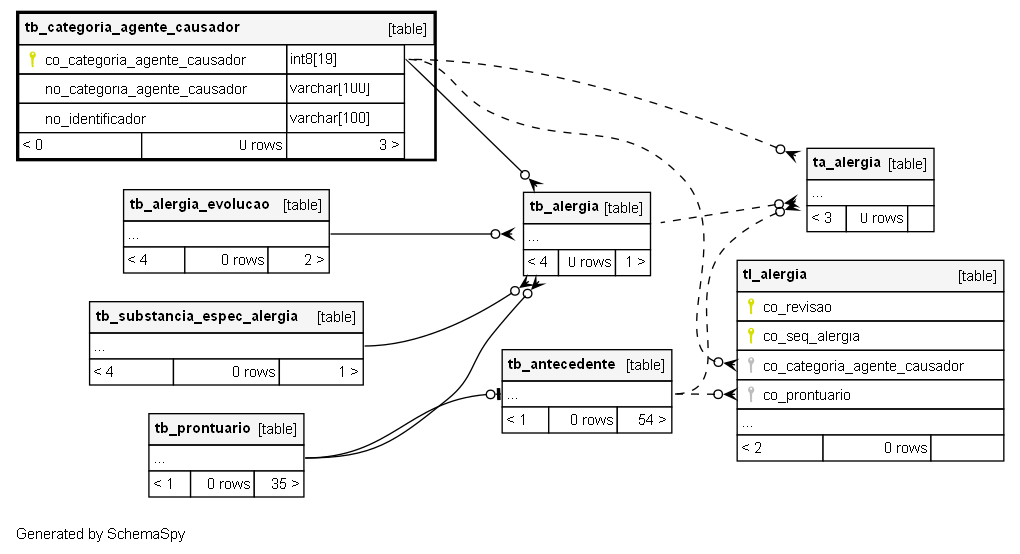 tb_categoria_agente_causador [table]
co_categoria_agente_causador int8[19]
no_categoria_agente_causador varchar[100]
no_identificador varchar[100]
< 0 0 rows 3 >
ta_alergia [table]
...
< 3 0 rows
tb_alergia_evolucao [table]
...
< 4 0 rows 2 >
tb_alergia [table]
...
< 4 0 rows 1 >
tl_alergia [table]
co_revisao
co_seq_alergia
co_categoria_agente_causador
co_prontuario
...
< 2 0 rows
tb_substancia_espec_alergia [table]
...
< 4 0 rows 1 >
tb_antecedente [table]
...
< 1 0 rows 54 >
tb_prontuario [table]
...
< 1 0 rows 35 >
Generated by SchemaSpy